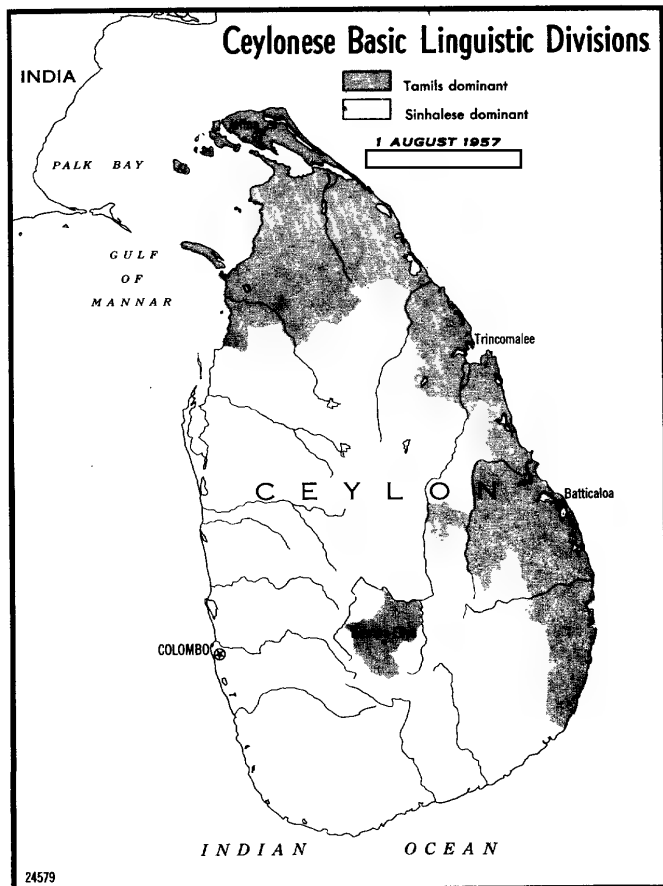 Ceylonese Basic Linguistic Divisions
INDIA
Tamils dominant
Sinhalese dominant
1 AUGUST 1957
PALK BAY
GULF
OF
MANNAR
Trincomalee
CEYLON
Batticaloa
COLOMBO
INDIAN OCEAN
24579